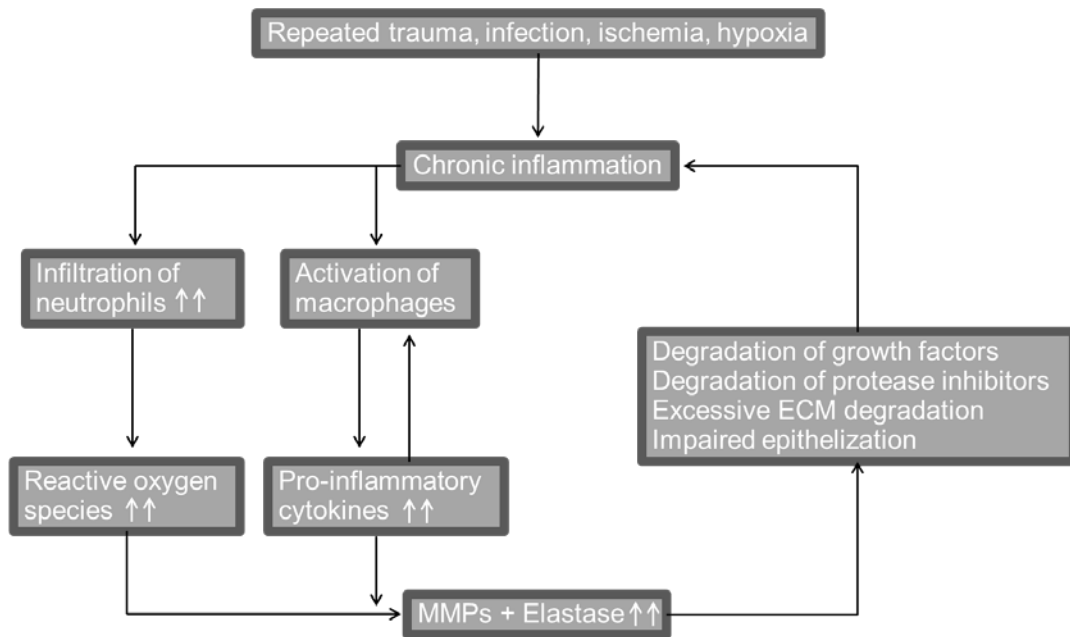 Repeated trauma, infection, ischemia, hypoxia
Chronic inflammation
Infiltration of
neutrophils ↑↑
Activation of
macrophages
Degradation of growth factors
Degradation of protease inhibitors
Excessive ECM degradation
Impaired epithelization
Reactive oxygen
species ↑↑
Pro-inflammatory
cytokines ↑↑
MMPs + Elastase↑↑